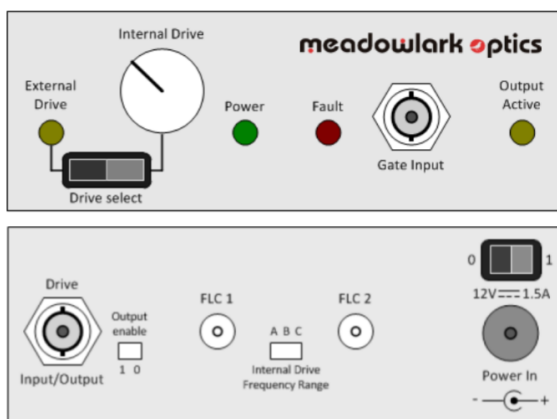 Internal Drive
meadowlark optics
External
Drive
Power
Fault
Output
Active
Gate Input
Drive select
Drive
Input/Output
Output
enable
1 0
FLC 1
A B C
Internal Drive
Frequency Range
FLC 2
0 1
12V⎓1.5A
Power In
- +